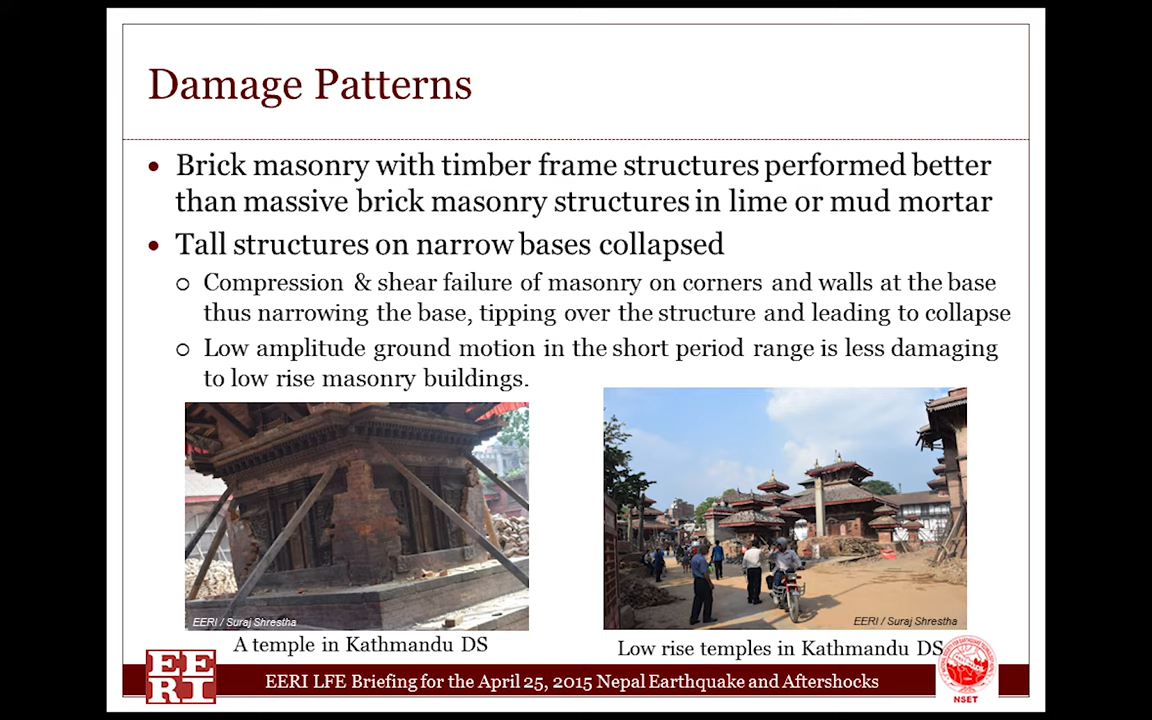 Damage Patterns
• Brick masonry with timber frame structures performed better
than massive brick masonry structures in lime or mud mortar
• Tall structures on narrow bases collapsed
○ Compression & shear failure of masonry on corners and walls at the base
thus narrowing the base, tipping over the structure and leading to collapse
○ Low amplitude ground motion in the short period range is less damaging
to low rise masonry buildings.
EERI / Suraj Shrestha
EERI / Suraj Shrestha
A temple in Kathmandu DS
Low rise temples in Kathmandu DS
EE
RI
EERI LFE Briefing for the April 25, 2015 Nepal Earthquake and Aftershocks
NSET